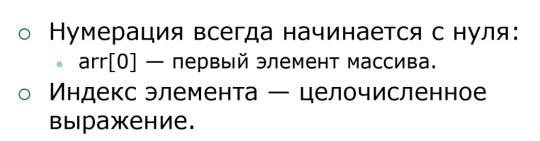 Нумерация всегда начинается с нуля:
arr[0] — первый элемент массива.
Индекс элемента — целочисленное
выражение.